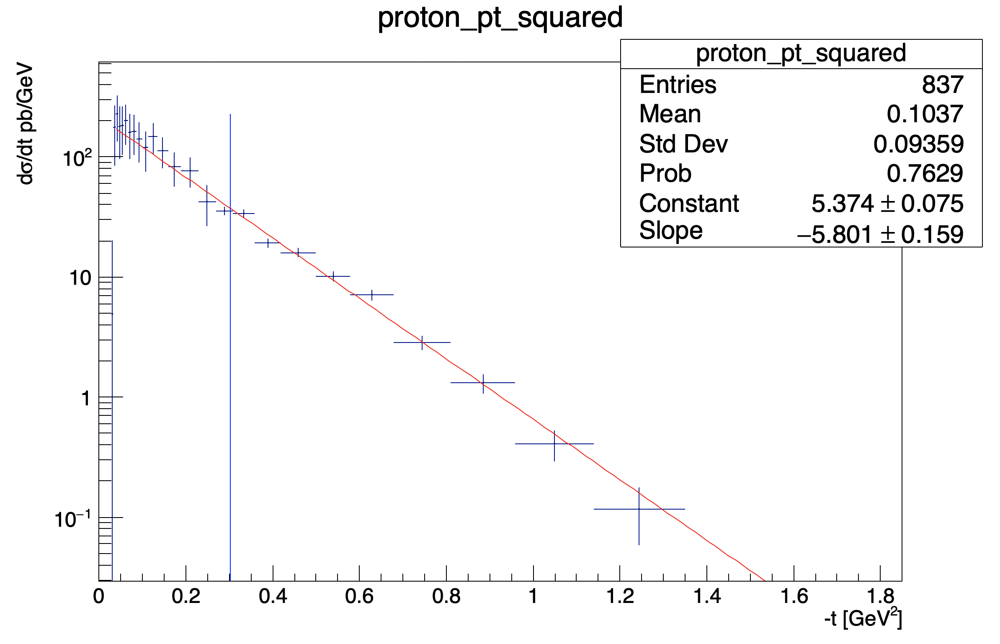 proton_pt_squared
proton_pt_squared
Entries 837
Mean 0.1037
Std Dev 0.09359
Prob 0.7629
Constant 5.374 ± 0.075
Slope −5.801 ± 0.159
dσ/dt pb/GeV
10²
10
1
10⁻¹
0 0.2 0.4 0.6 0.8 1 1.2 1.4 1.6 1.8
-t [GeV²]